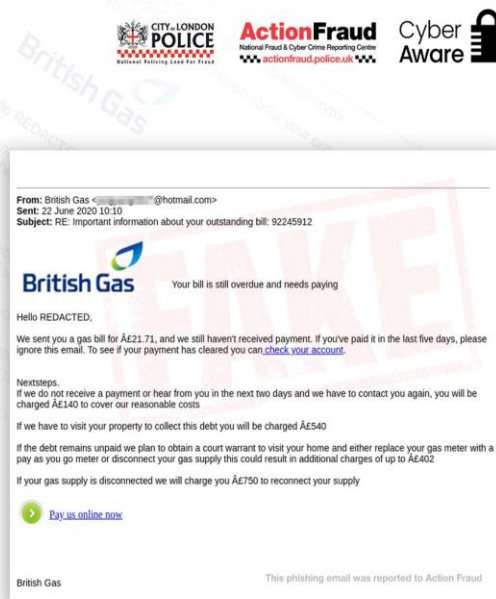 CITY OF LONDON
POLICE
National Policing Lead For Fraud
ActionFraud
National Fraud & Cyber Crime Reporting Centre
actionfraud.police.uk
Cyber
Aware
British Gas
From: British Gas < @hotmail.com>
Sent: 22 June 2020 10:10
Subject: RE: Important information about your outstanding bill: 92245912
British Gas
Your bill is still overdue and needs paying
FAKE
Hello REDACTED,
We sent you a gas bill for Â£21.71, and we still haven't received payment. If you've paid it in the last five days, please
ignore this email. To see if your payment has cleared you can check your account.
Nextsteps.
If we do not receive a payment or hear from you in the next two days and we have to contact you again, you will be
charged Â£140 to cover our reasonable costs
If we have to visit your property to collect this debt you will be charged Â£540
If the debt remains unpaid we plan to obtain a court warrant to visit your home and either replace your gas meter with a
pay as you go meter or disconnect your gas supply this could result in additional charges of up to Â£402
If your gas supply is disconnected we will charge you Â£750 to reconnect your supply
Pay us online now
British Gas
This phishing email was reported to Action Fraud